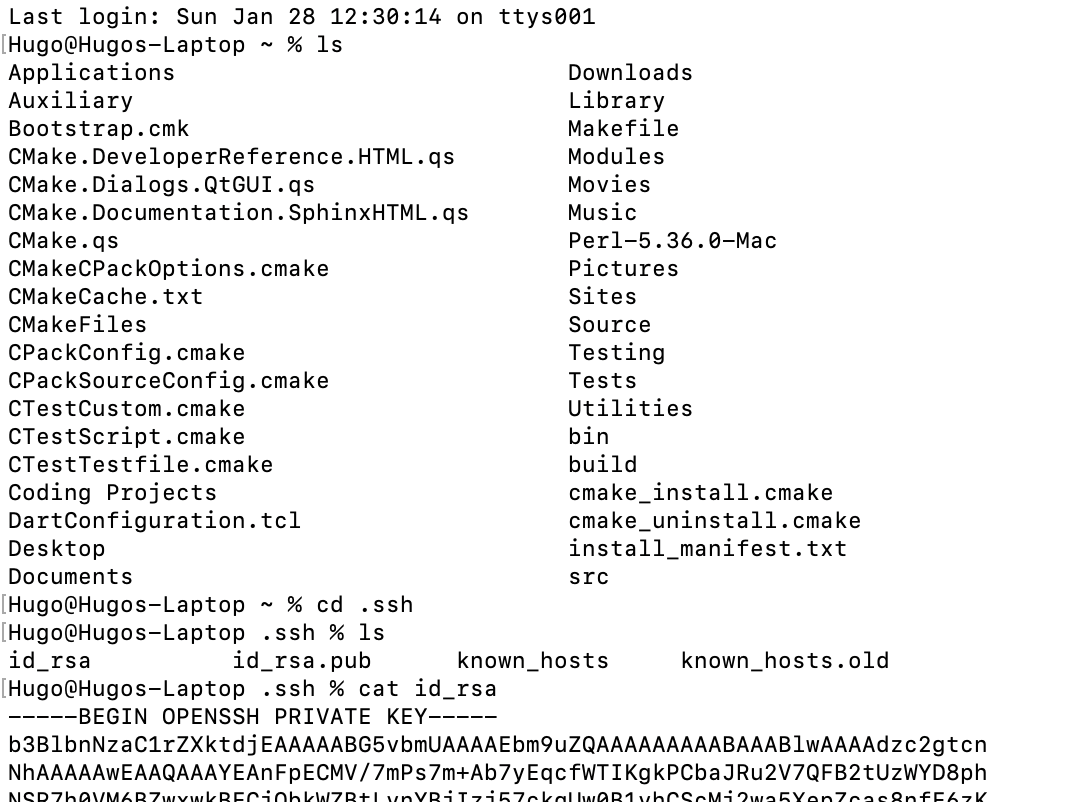 Last login: Sun Jan 28 12:30:14 on ttys001
[Hugo@Hugos-Laptop ~ % ls
Applications Downloads
Auxiliary Library
Bootstrap.cmk Makefile
CMake.DeveloperReference.HTML.qs Modules
CMake.Dialogs.QtGUI.qs Movies
CMake.Documentation.SphinxHTML.qs Music
CMake.qs Perl-5.36.0-Mac
CMakeCPackOptions.cmake Pictures
CMakeCache.txt Sites
CMakeFiles Source
CPackConfig.cmake Testing
CPackSourceConfig.cmake Tests
CTestCustom.cmake Utilities
CTestScript.cmake bin
CTestTestfile.cmake build
Coding Projects cmake_install.cmake
DartConfiguration.tcl cmake_uninstall.cmake
Desktop install_manifest.txt
Documents src
[Hugo@Hugos-Laptop ~ % cd .ssh
[Hugo@Hugos-Laptop .ssh % ls
id_rsa id_rsa.pub known_hosts known_hosts.old
[Hugo@Hugos-Laptop .ssh % cat id_rsa
-----BEGIN OPENSSH PRIVATE KEY-----
b3BlbnNzaC1rZXktdjEAAAAABG5vbmUAAAAEbm9uZQAAAAAAAAABAAABlwAAAAdzc2gtcn
NhAAAAAwEAAQAAAYEAnFpECMV/7mPs7m+Ab7yEqcfWTIKgkPCbaJRu2V7QFB2tUzWYD8ph